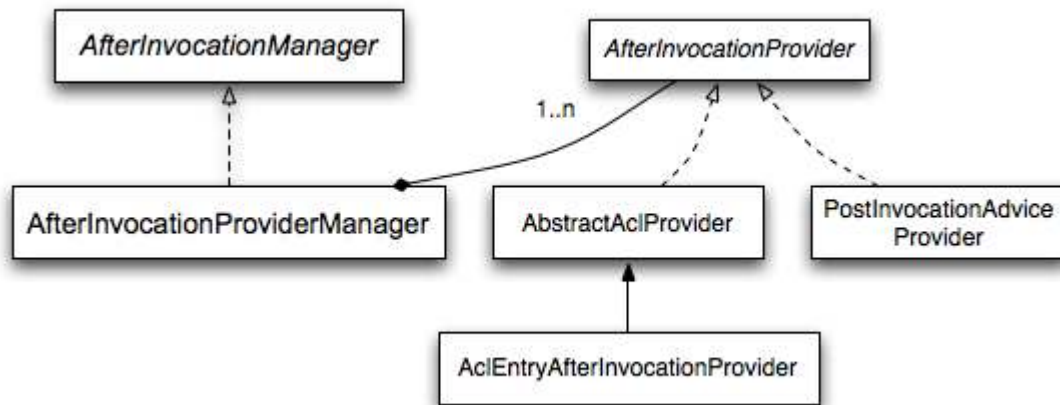 AfterInvocationManager
AfterInvocationProvider
1..n
AfterInvocationProviderManager
AbstractAclProvider
PostInvocationAdvice
Provider
AclEntryAfterInvocationProvider